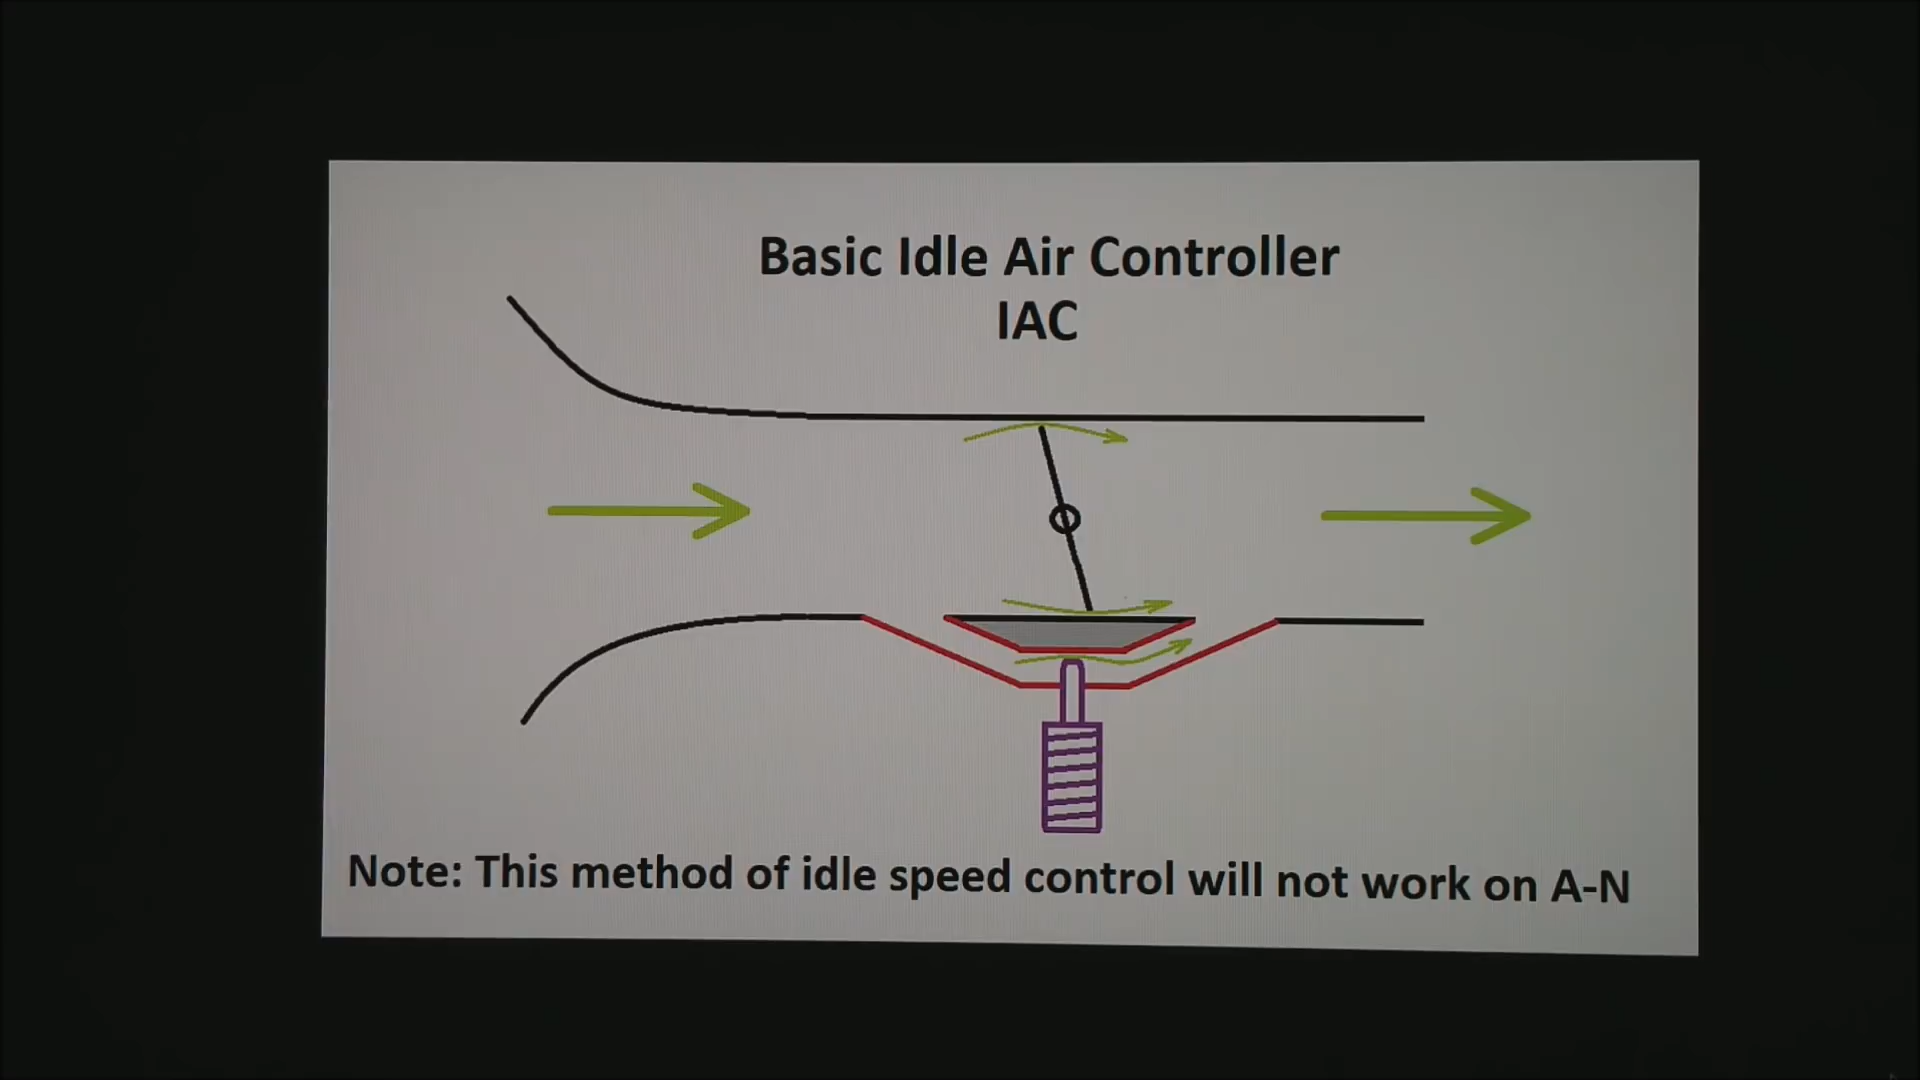 Basic Idle Air Controller
IAC
Note: This method of idle speed control will not work on A-N